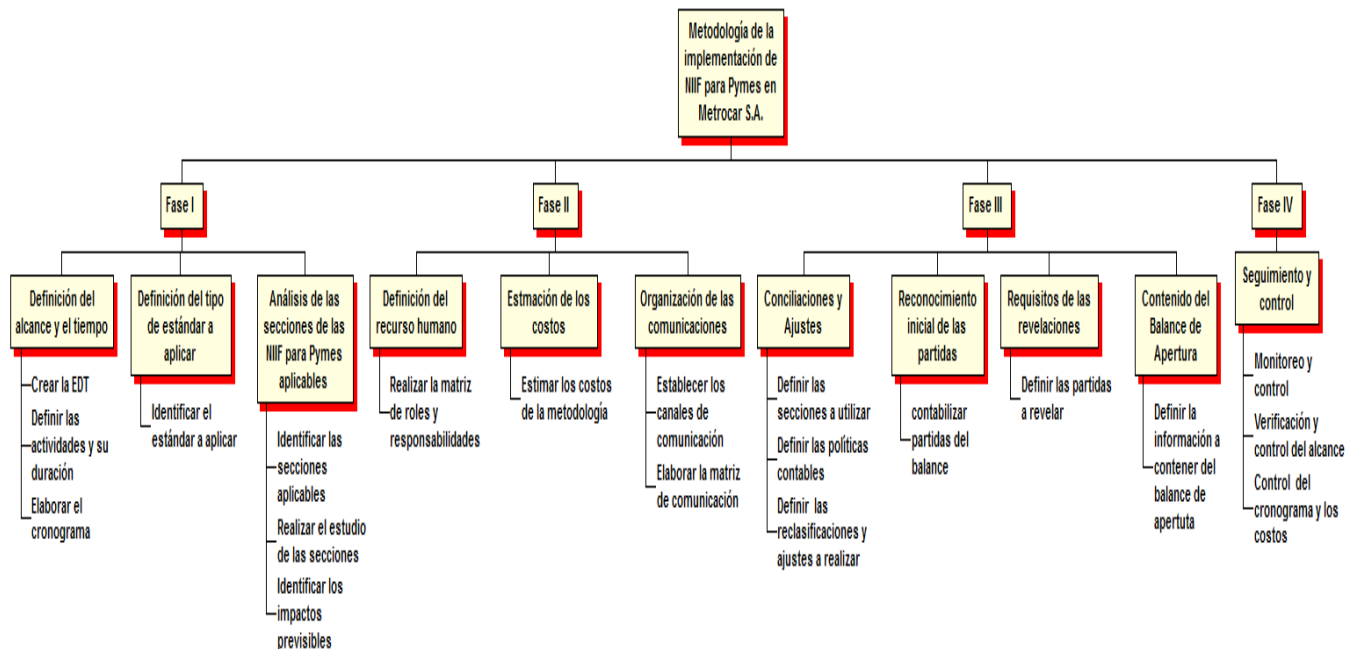 Metodología de la
implementación de
NIIF para Pymes en
Metrocar S.A.
Fase I
Fase II
Fase III
Fase IV
Definición del
alcance y el tiempo
Crear la EDT
Definir las
actividades y su
duración
Elaborar el
cronograma
Definición del tipo
de estándar a
aplicar
Identificar el
estándar a aplicar
Análisis de las
secciones de las
NIIF para Pymes
aplicables
Identificar las
secciones
aplicables
Realizar el estudio
de las secciones
Identificar los
impactos
previsibles
Definición del
recurso humano
Realizar la matriz
de roles y
responsabilidades
Estmación de los
costos
Estimar los costos
de la metodología
Organización de las
comunicaciones
Establecer los
canales de
comunicación
Elaborar la matriz
de comunicación
Conciliaciones y
Ajustes
Definir las
secciones a utilizar
Definir las políticas
contables
Definir las
reclasificaciones y
ajustes a realizar
Reconocimiento
inicial de las
partidas
contabilizar
partidas del
balance
Requisitos de las
revelaciones
Definir las partidas
a revelar
Contenido del
Balance de
Apertura
Definir la
información a
contener del
balance de
apertuta
Seguimiento y
control
Monitoreo y
control
Verificación y
control del alcance
Control del
cronograma y los
costos